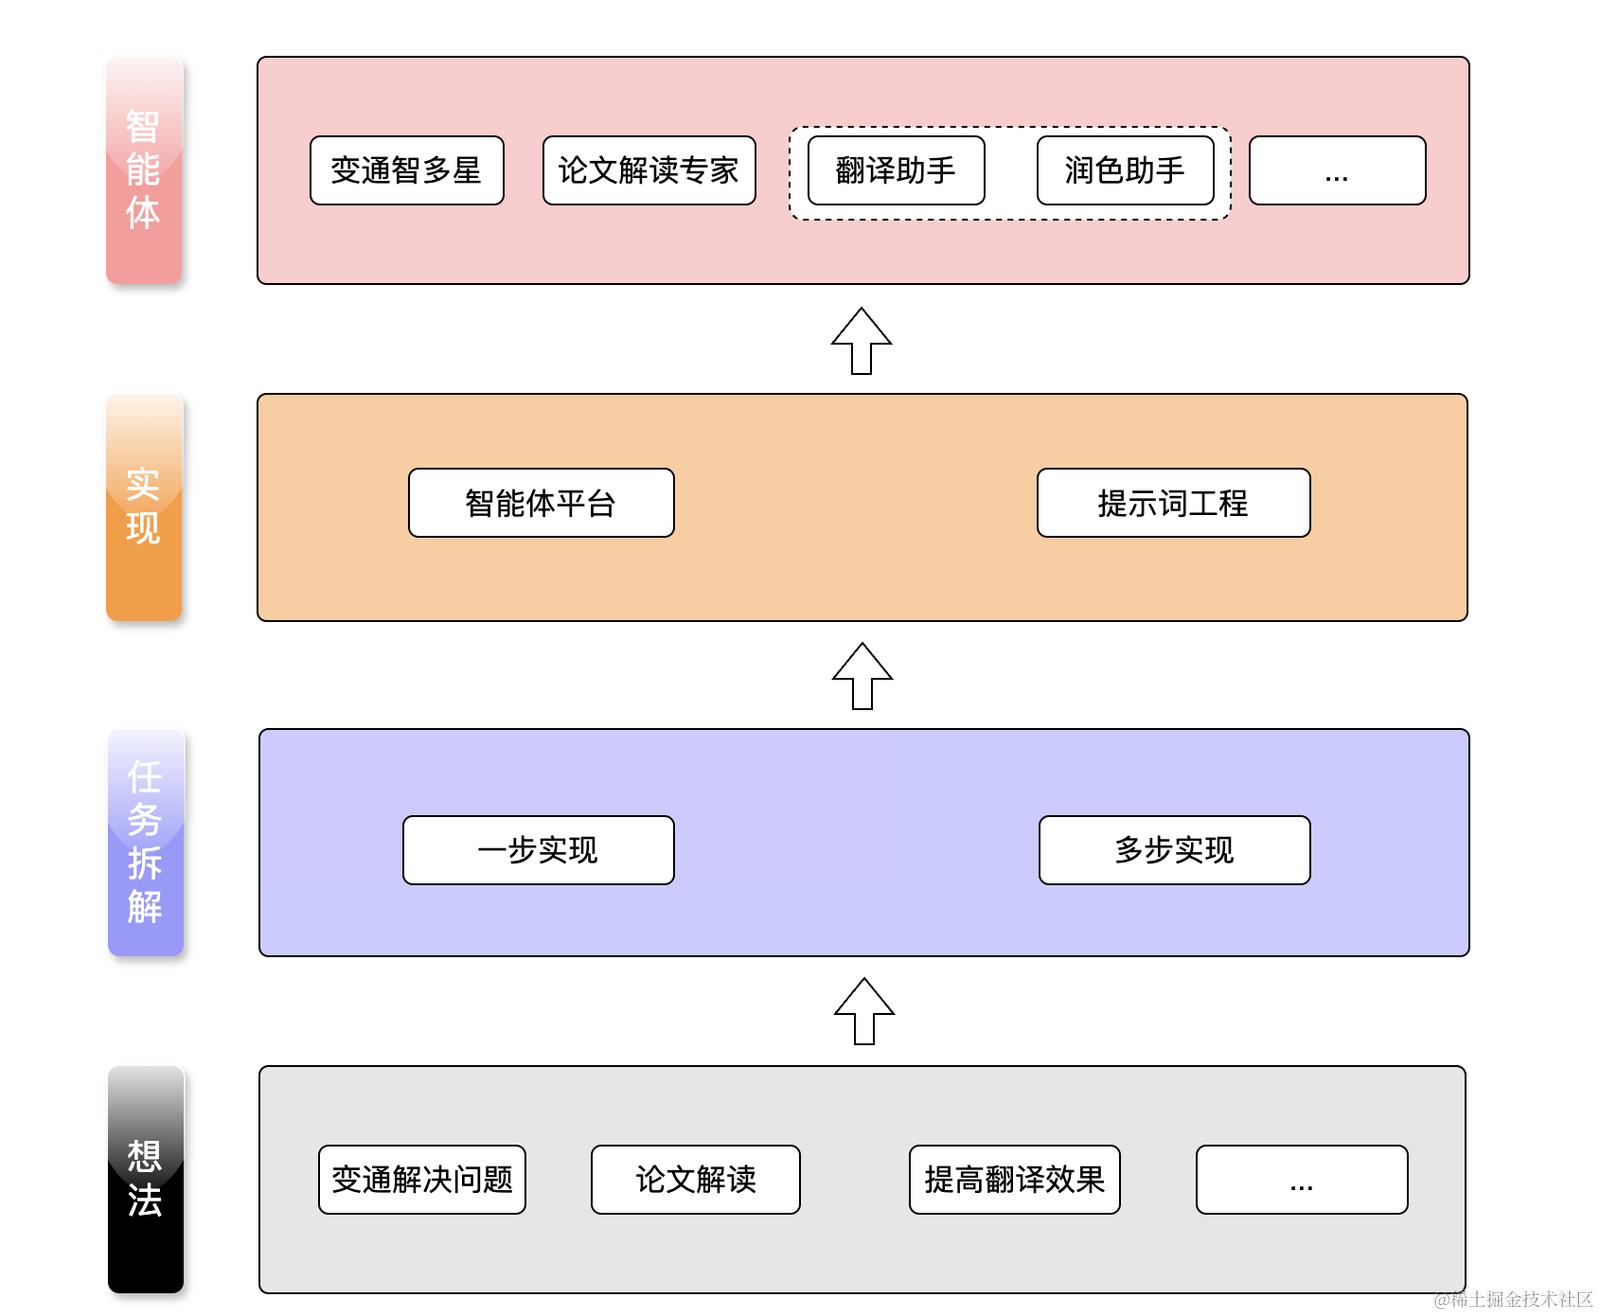 智能体
变通智多星
论文解读专家
翻译助手
润色助手
...
实现
智能体平台
提示词工程
任务拆解
一步实现
多步实现
想法
变通解决问题
论文解读
提高翻译效果
...
@稀土掘金技术社区